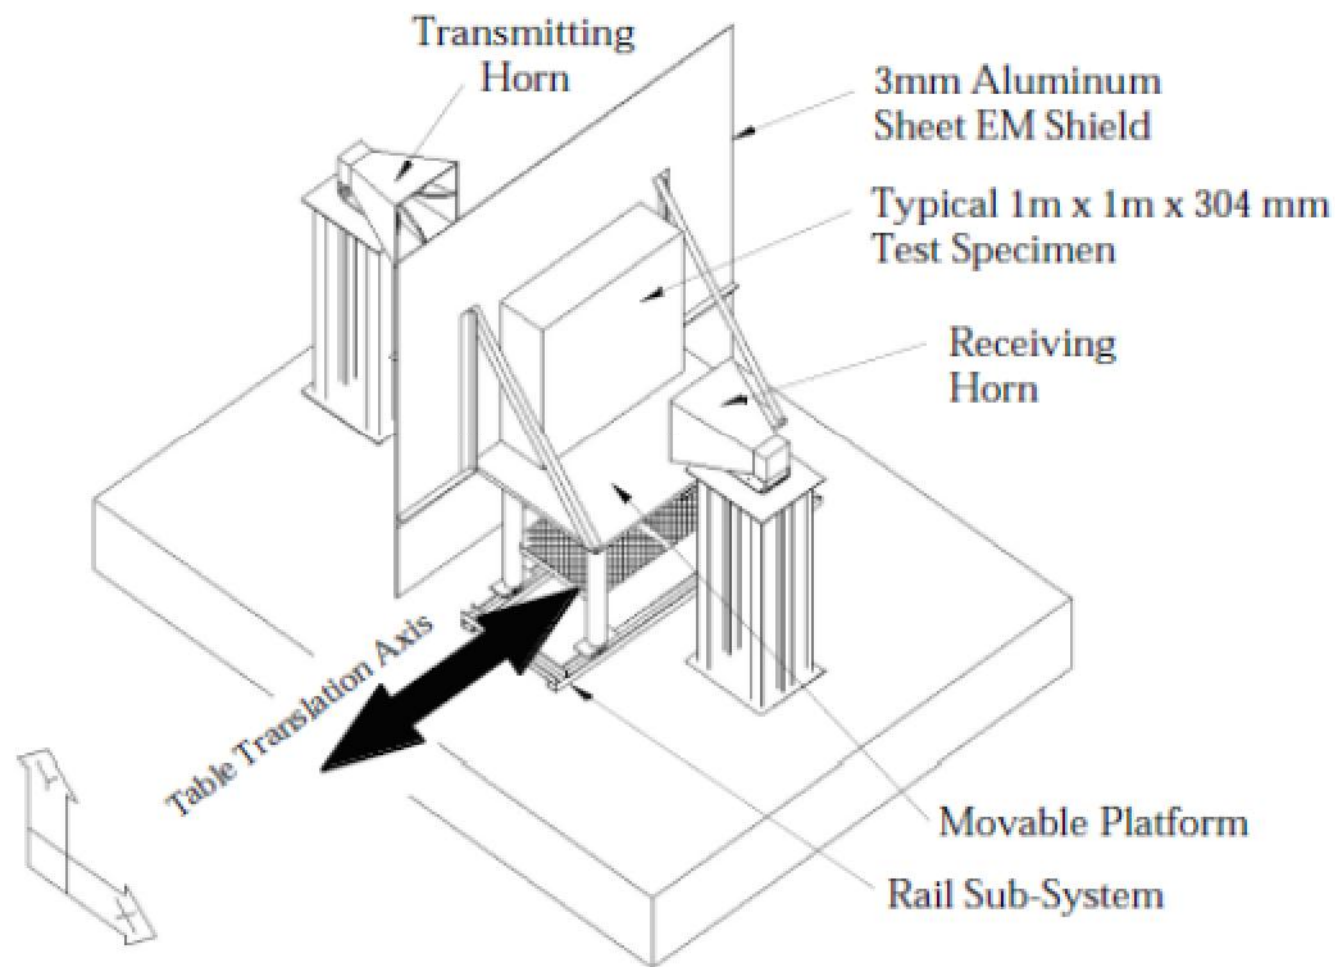 Transmitting
Horn
3mm Aluminum
Sheet EM Shield
Typical 1m x 1m x 304 mm
Test Specimen
Receiving
Horn
Table Translation Axis
Movable Platform
Rail Sub-System